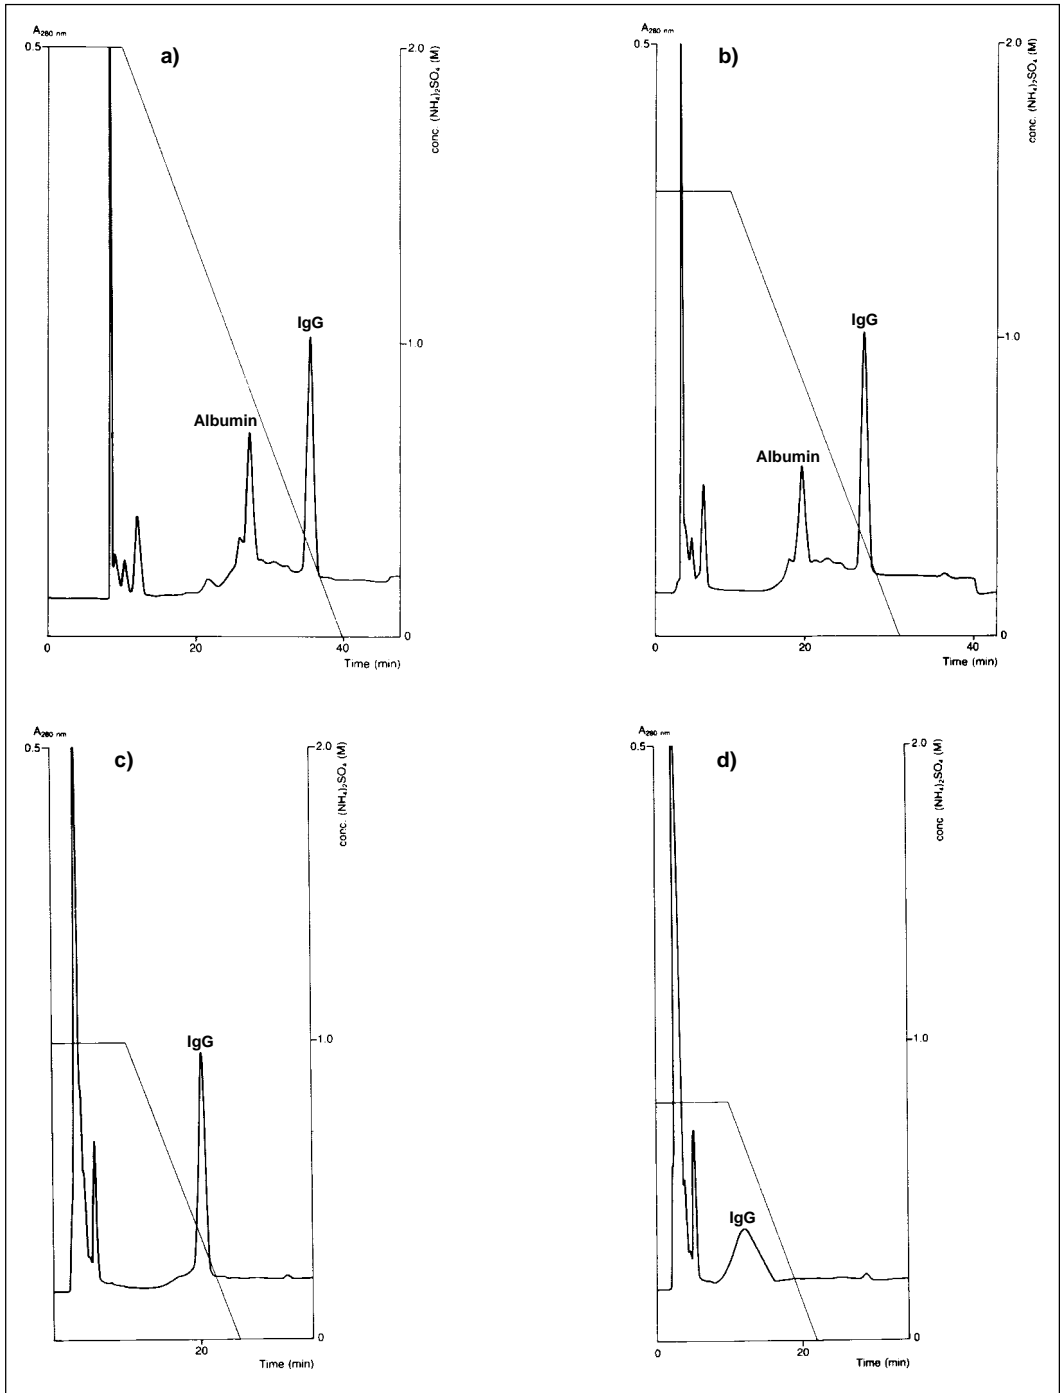 A280 nm
0.5
a)
2.0
conc. (NH4)2SO4 (M)
IgG
1.0
Albumin
0
0
20
40
Time (min)
A280 nm
0.5
b)
2.0
conc. (NH4)2SO4 (M)
IgG
1.0
Albumin
0
0
20
40
Time (min)
A280 nm
0.5
c)
2.0
conc. (NH4)2SO4 (M)
1.0
IgG
0
20
Time (min)
A280 nm
0.5
d)
2.0
conc (NH4)2SO4 (M)
1.0
IgG
0
0
20
Time (min)